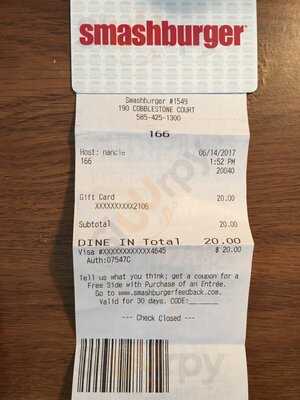 smashburger
Smashburger #1549
190 COBBLESTONE COURT
585-425-1300
166
Host: nancie 06/14/2017
166 1:52 PM
20040
Gift Card 20.00
XXXXXXXXXX2106
Subtotal 20.00
DINE IN Total 20.00
Visa #XXXXXXXXXXXX4645 $ 20.00
Auth:07547C
Tell us what you think; get a coupon for a
Free Side with Purchase of an Entrée.
Go to www.smashburgerfeedback.com.
Valid for 30 days. CODE:______
--- Check Closed ---